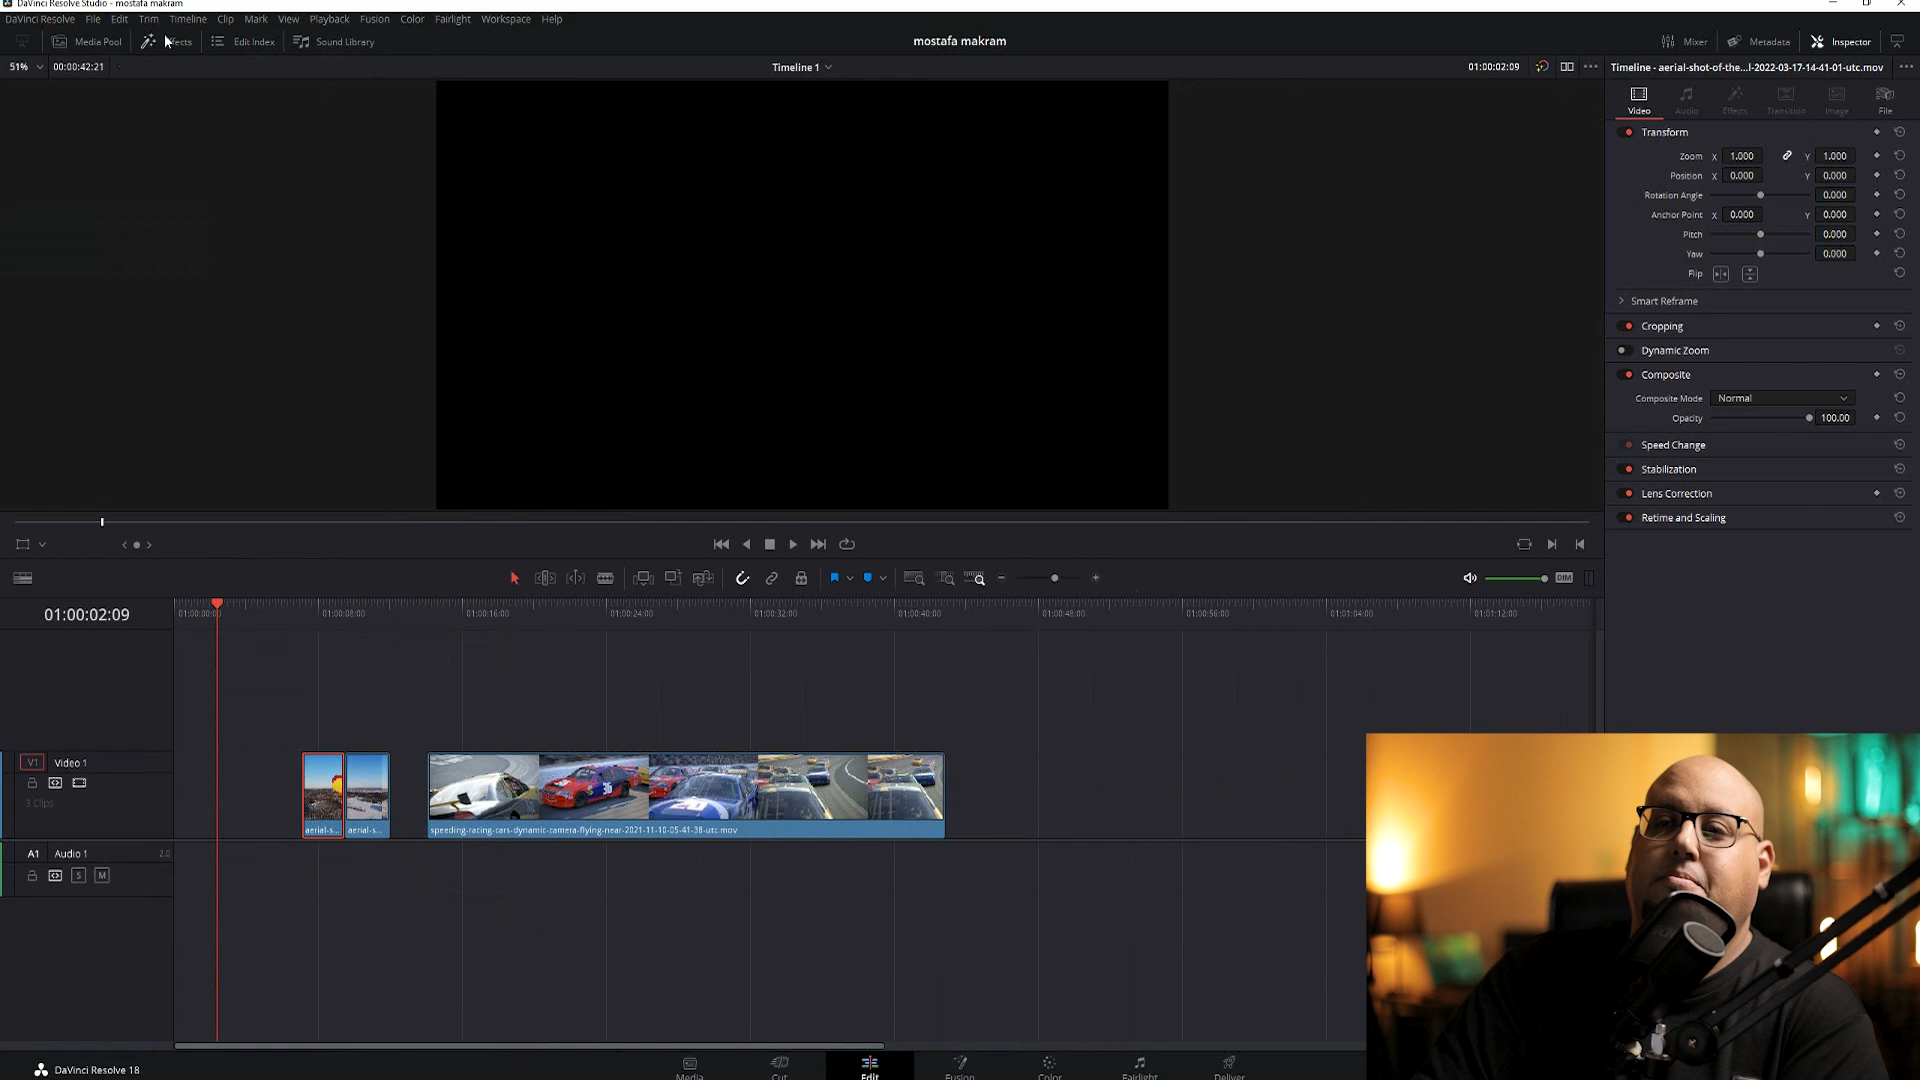 DaVinci Resolve Studio - mostafa makram
DaVinci Resolve File Edit Trim Timeline Clip Mark View Playback Fusion Color Fairlight Workspace Help
Media Pool Effects Edit Index Sound Library mostafa makram Mixer Metadata Inspector
51% 00:00:42:21 Timeline 1 01:00:02:09 Timeline - aerial-shot-of-the...l-2022-03-17-14-41-01-utc.mov
Video Audio Effects Transition Image File
Transform
Zoom X 1.000 Y 1.000
Position X 0.000 Y 0.000
Rotation Angle 0.000
Anchor Point X 0.000 Y 0.000
Pitch 0.000
Yaw 0.000
Flip
Smart Reframe
Cropping
Dynamic Zoom
Composite
Composite Mode Normal
Opacity 100.00
Speed Change
Stabilization
Lens Correction
Retime and Scaling
DIM
01:00:02:09 01:00:00:00 01:00:08:00 01:00:16:00 01:00:24:00 01:00:32:00 01:00:40:00 01:00:48:00 01:00:56:00 01:01:04:00 01:01:12:00
V1 Video 1
3 Clips
aerial-s... aerial-s... speeding-racing-cars-dynamic-camera-flying-near-2021-11-10-05-41-38-utc.mov
A1 Audio 1 2.0
S M
DaVinci Resolve 18 Media Cut Edit Fusion Color Fairlight Deliver